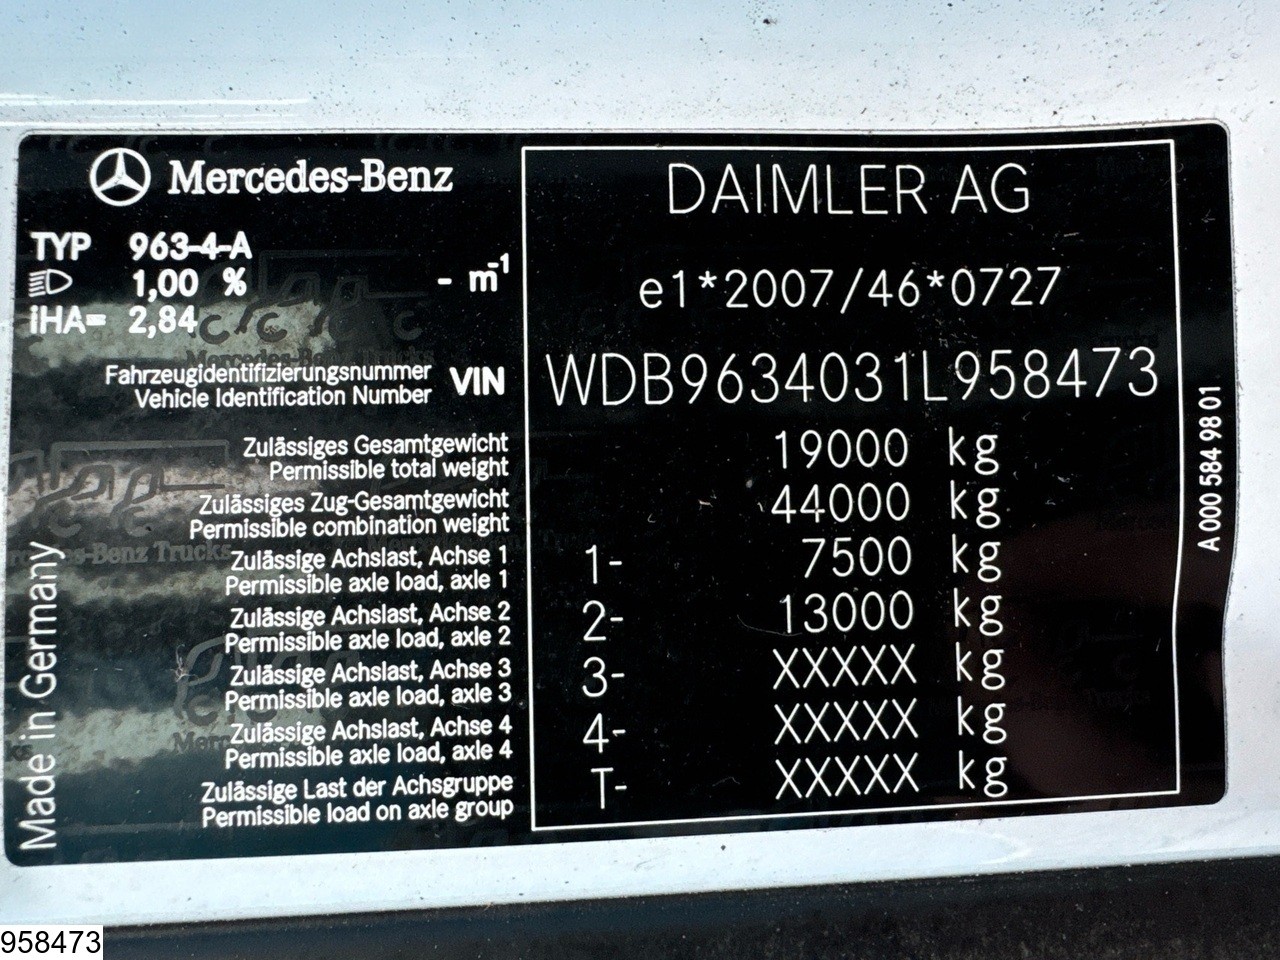 Mercedes-Benz
TYP 963-4-A
1,00 % - m-1
iHA= 2,84
Fahrzeugidentifizierungsnummer
Vehicle Identification Number
VIN
Zulässiges Gesamtgewicht
Permissible total weight
Zulässiges Zug-Gesamtgewicht
Permissible combination weight
Zulässige Achslast, Achse 1
Permissible axle load, axle 1
Zulässige Achslast, Achse 2
Permissible axle load, axle 2
Zulässige Achslast, Achse 3
Permissible axle load, axle 3
Zulässige Achslast, Achse 4
Permissible axle load, axle 4
Zulässige Last der Achsgruppe
Permissible load on axle group
Made in Germany
DAIMLER AG
e1*2007/46*0727
WDB9634031L958473
19000 kg
44000 kg
1- 7500 kg
2- 13000 kg
3- XXXXX kg
4- XXXXX kg
T- XXXXX kg
A 000 584 98 01
Mercedes-Benz Trucks
958473